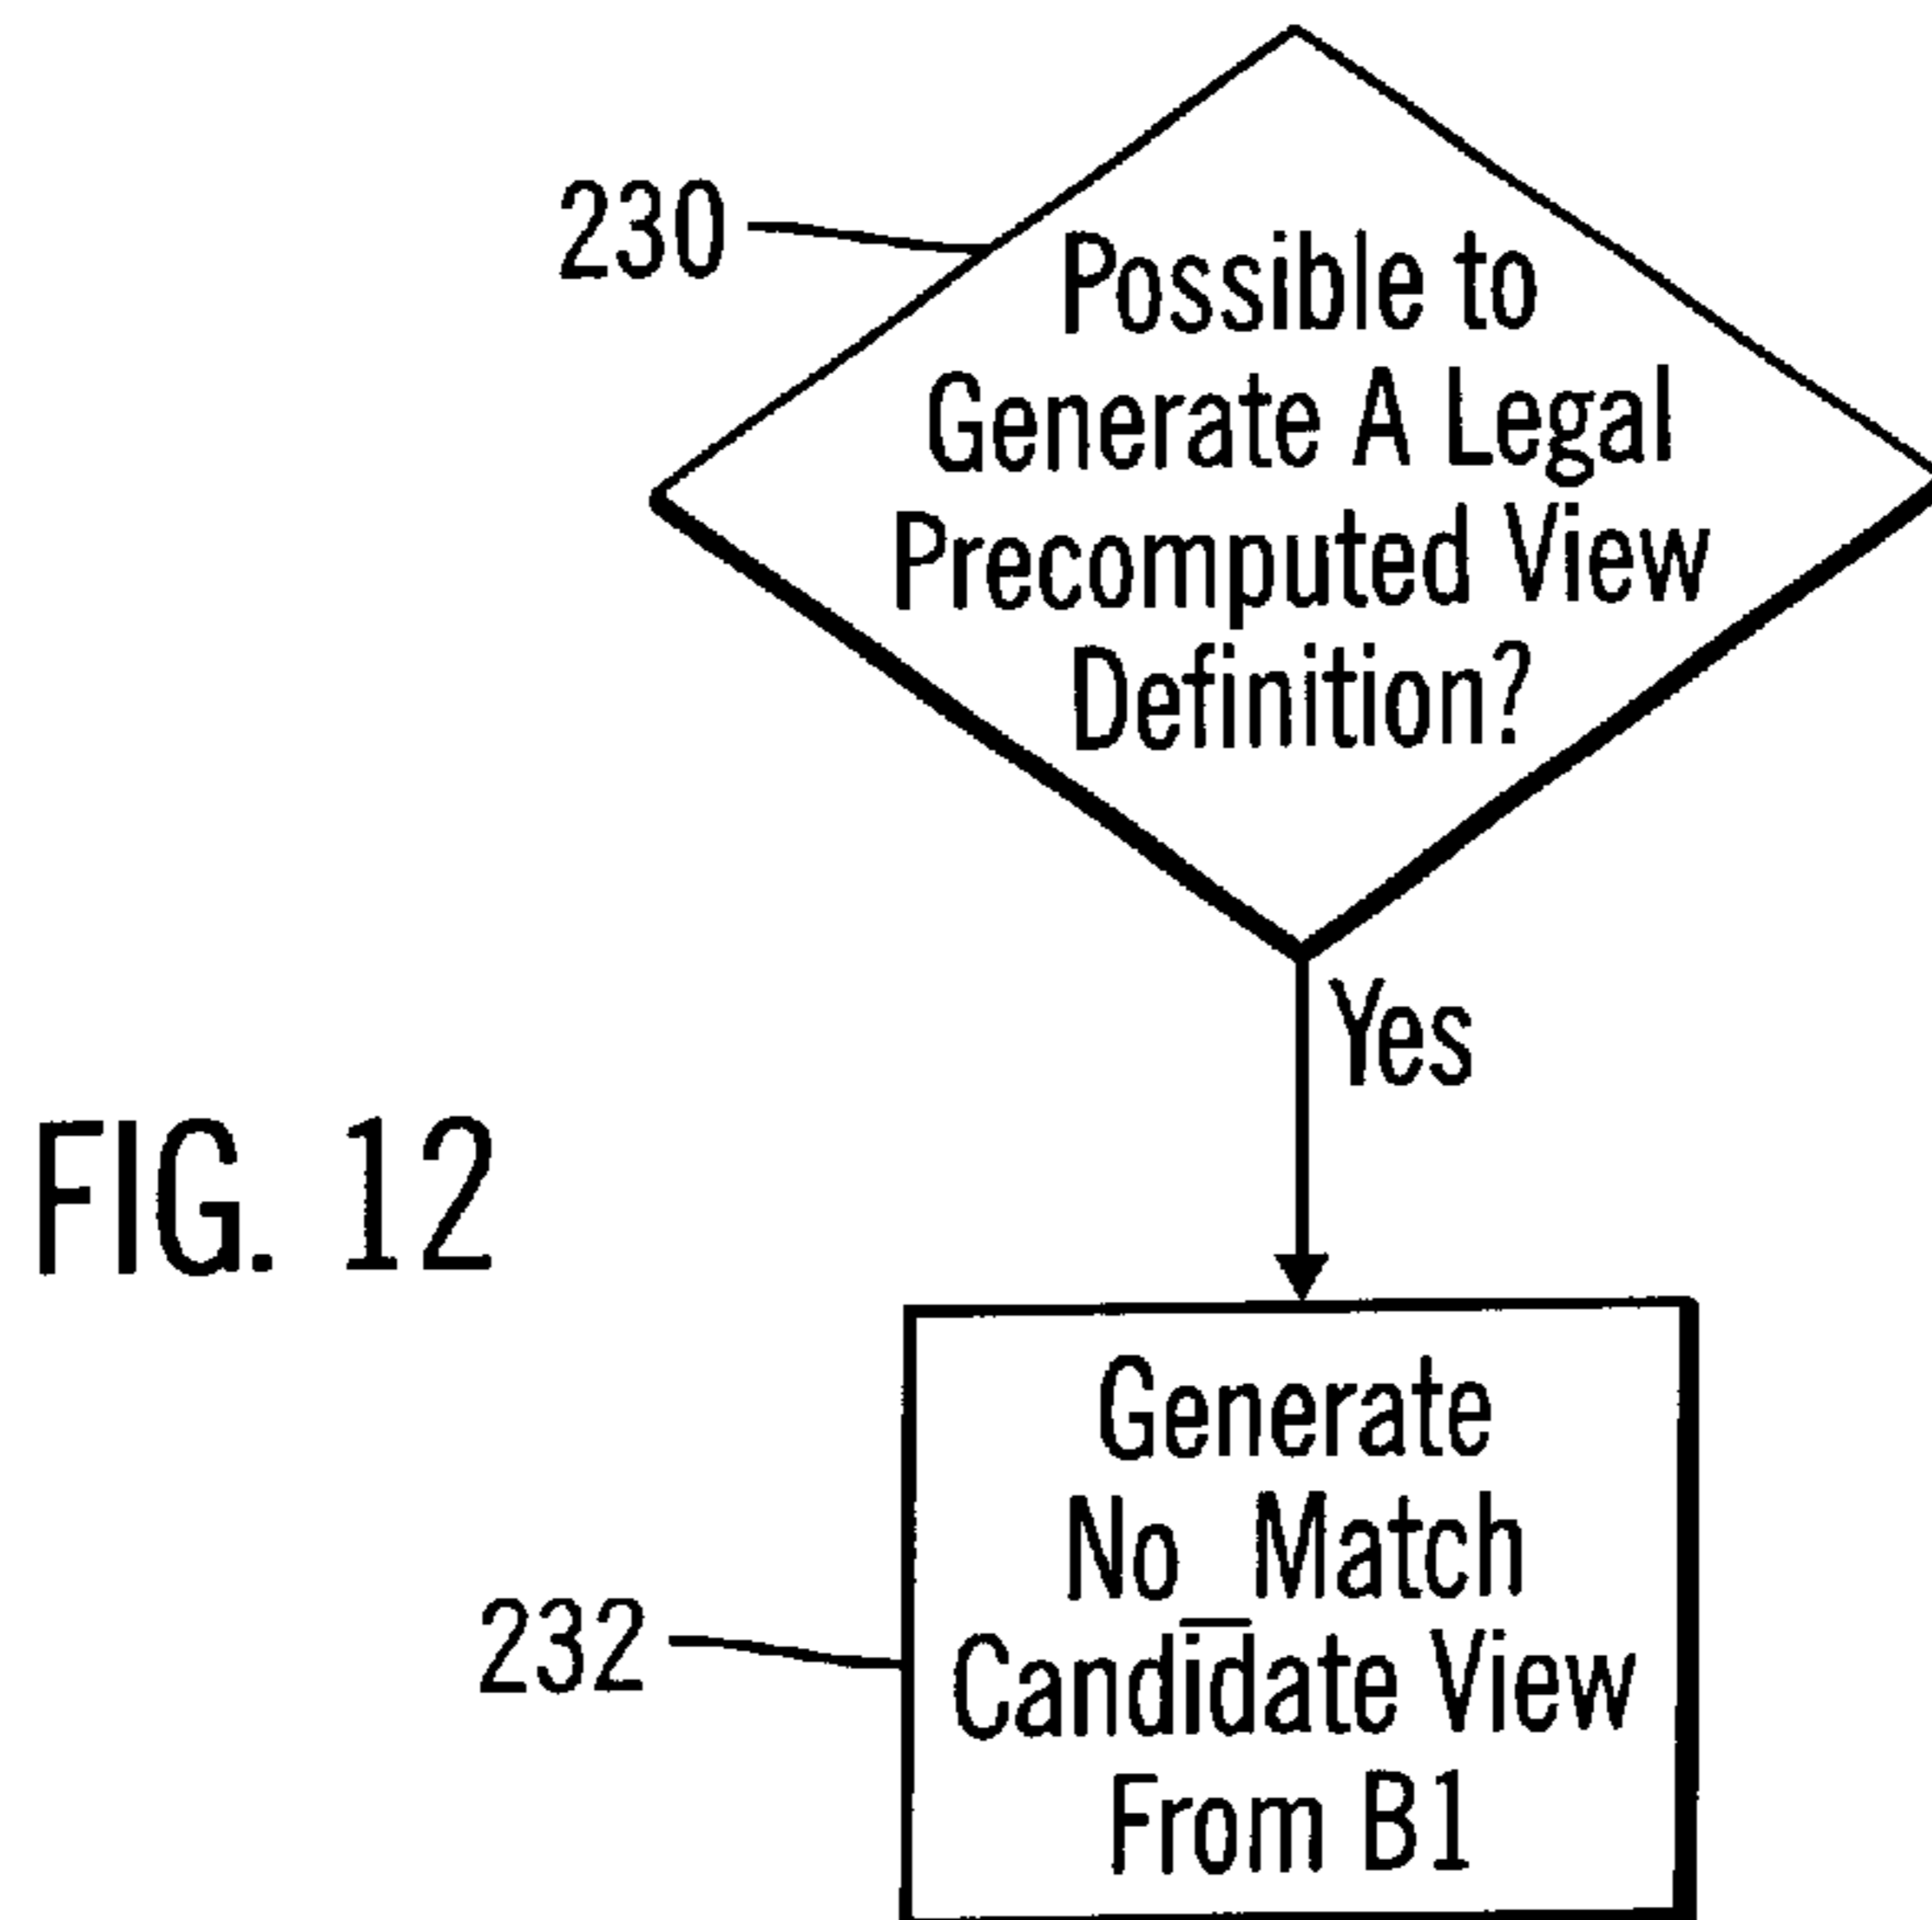 230
Possible to
Generate A Legal
Precomputed View
Definition?
Yes
FIG. 12
Generate
No_Match
232
Candidate View
From B1